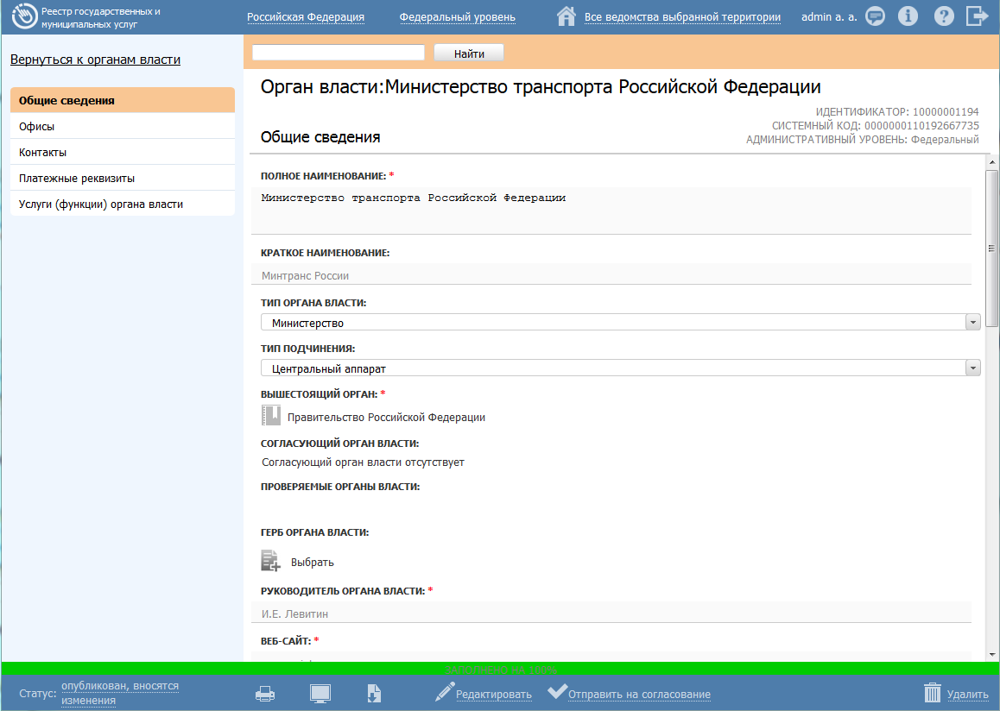 Реестр государственных и
муниципальных услуг
Российская Федерация
Федеральный уровень
Все ведомства выбранной территории
admin a. a.
Вернуться к органам власти
Найти
Общие сведения
Офисы
Контакты
Платежные реквизиты
Услуги (функции) органа власти
Орган власти:Министерство транспорта Российской Федерации
ИДЕНТИФИКАТОР: 10000001194
СИСТЕМНЫЙ КОД: 0000000110192667735
АДМИНИСТРАТИВНЫЙ УРОВЕНЬ: Федеральный
Общие сведения
ПОЛНОЕ НАИМЕНОВАНИЕ: *
Министерство транспорта Российской Федерации
КРАТКОЕ НАИМЕНОВАНИЕ:
Минтранс России
ТИП ОРГАНА ВЛАСТИ:
Министерство
ТИП ПОДЧИНЕНИЯ:
Центральный аппарат
ВЫШЕСТОЯЩИЙ ОРГАН: *
Правительство Российской Федерации
СОГЛАСУЮЩИЙ ОРГАН ВЛАСТИ:
Согласующий орган власти отсутствует
ПРОВЕРЯЕМЫЕ ОРГАНЫ ВЛАСТИ:
ГЕРБ ОРГАНА ВЛАСТИ:
Выбрать
РУКОВОДИТЕЛЬ ОРГАНА ВЛАСТИ: *
И.Е. Левитин
ВЕБ-САЙТ: *
ЗАПОЛНЕНО НА 100%
Статус:
опубликован, вносятся
изменения
Редактировать
Отправить на согласование
Удалить